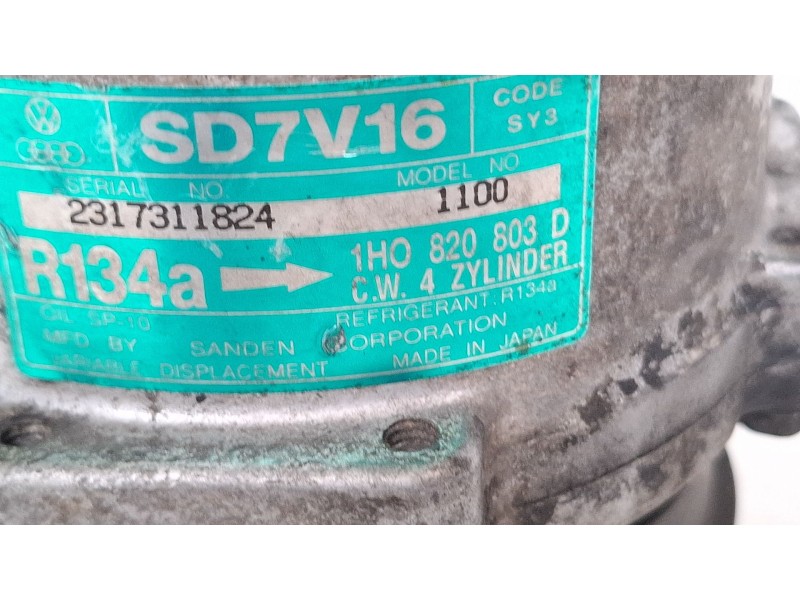 SD7V16
CODE
SY3
SERIAL NO.
MODEL NO
2317311824
1100
R134a
1HO 820 803 D
C.W. 4 ZYLINDER
OIL SP-10
REFRIGERANT. R134a
MFD BY SANDEN CORPORATION
VARIABLE DISPLACEMENT
MADE IN JAPAN